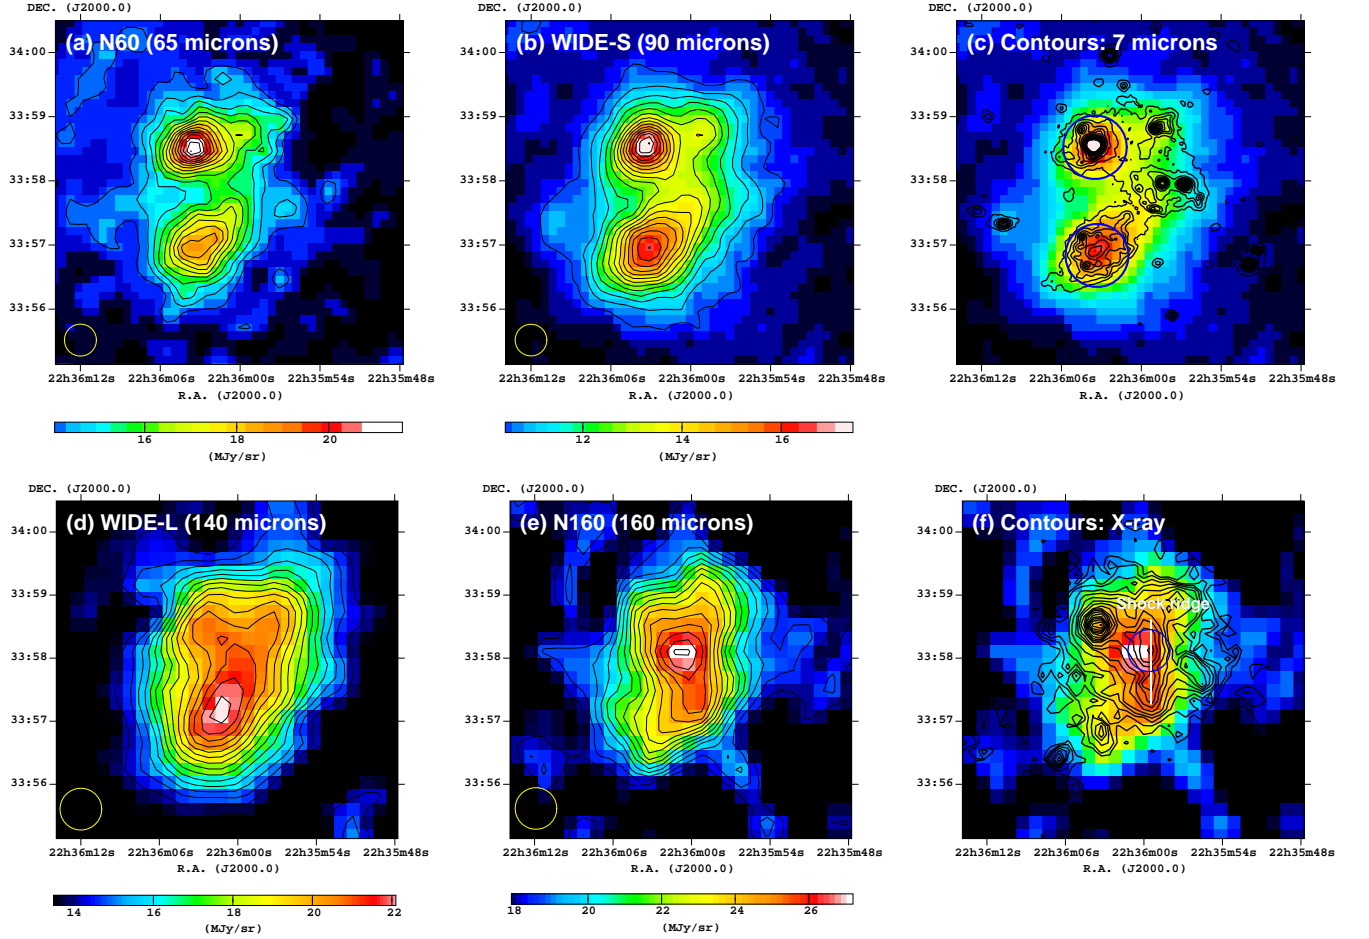 DEC. (J2000.0)
(a) N60 (65 microns)
34:00
33:59
33:58
33:57
33:56
22h36m12s 22h36m06s 22h36m00s 22h35m54s 22h35m48s
R.A. (J2000.0)
16 18 20
(MJy/sr)
DEC. (J2000.0)
(b) WIDE-S (90 microns)
34:00
33:59
33:58
33:57
33:56
22h36m12s 22h36m06s 22h36m00s 22h35m54s 22h35m48s
R.A. (J2000.0)
12 14 16
(MJy/sr)
DEC. (J2000.0)
(c) Contours: 7 microns
34:00
33:59
33:58
33:57
33:56
22h36m12s 22h36m06s 22h36m00s 22h35m54s 22h35m48s
R.A. (J2000.0)
DEC. (J2000.0)
(d) WIDE-L (140 microns)
34:00
33:59
33:58
33:57
33:56
22h36m12s 22h36m06s 22h36m00s 22h35m54s 22h35m48s
R.A. (J2000.0)
14 16 18 20 22
(MJy/sr)
DEC. (J2000.0)
(e) N160 (160 microns)
34:00
33:59
33:58
33:57
33:56
22h36m12s 22h36m06s 22h36m00s 22h35m54s 22h35m48s
R.A. (J2000.0)
18 20 22 24 26
(MJy/sr)
DEC. (J2000.0)
(f) Contours: X-ray
34:00
33:59
Shock ridge
33:58
33:57
33:56
22h36m12s 22h36m06s 22h36m00s 22h35m54s 22h35m48s
R.A. (J2000.0)